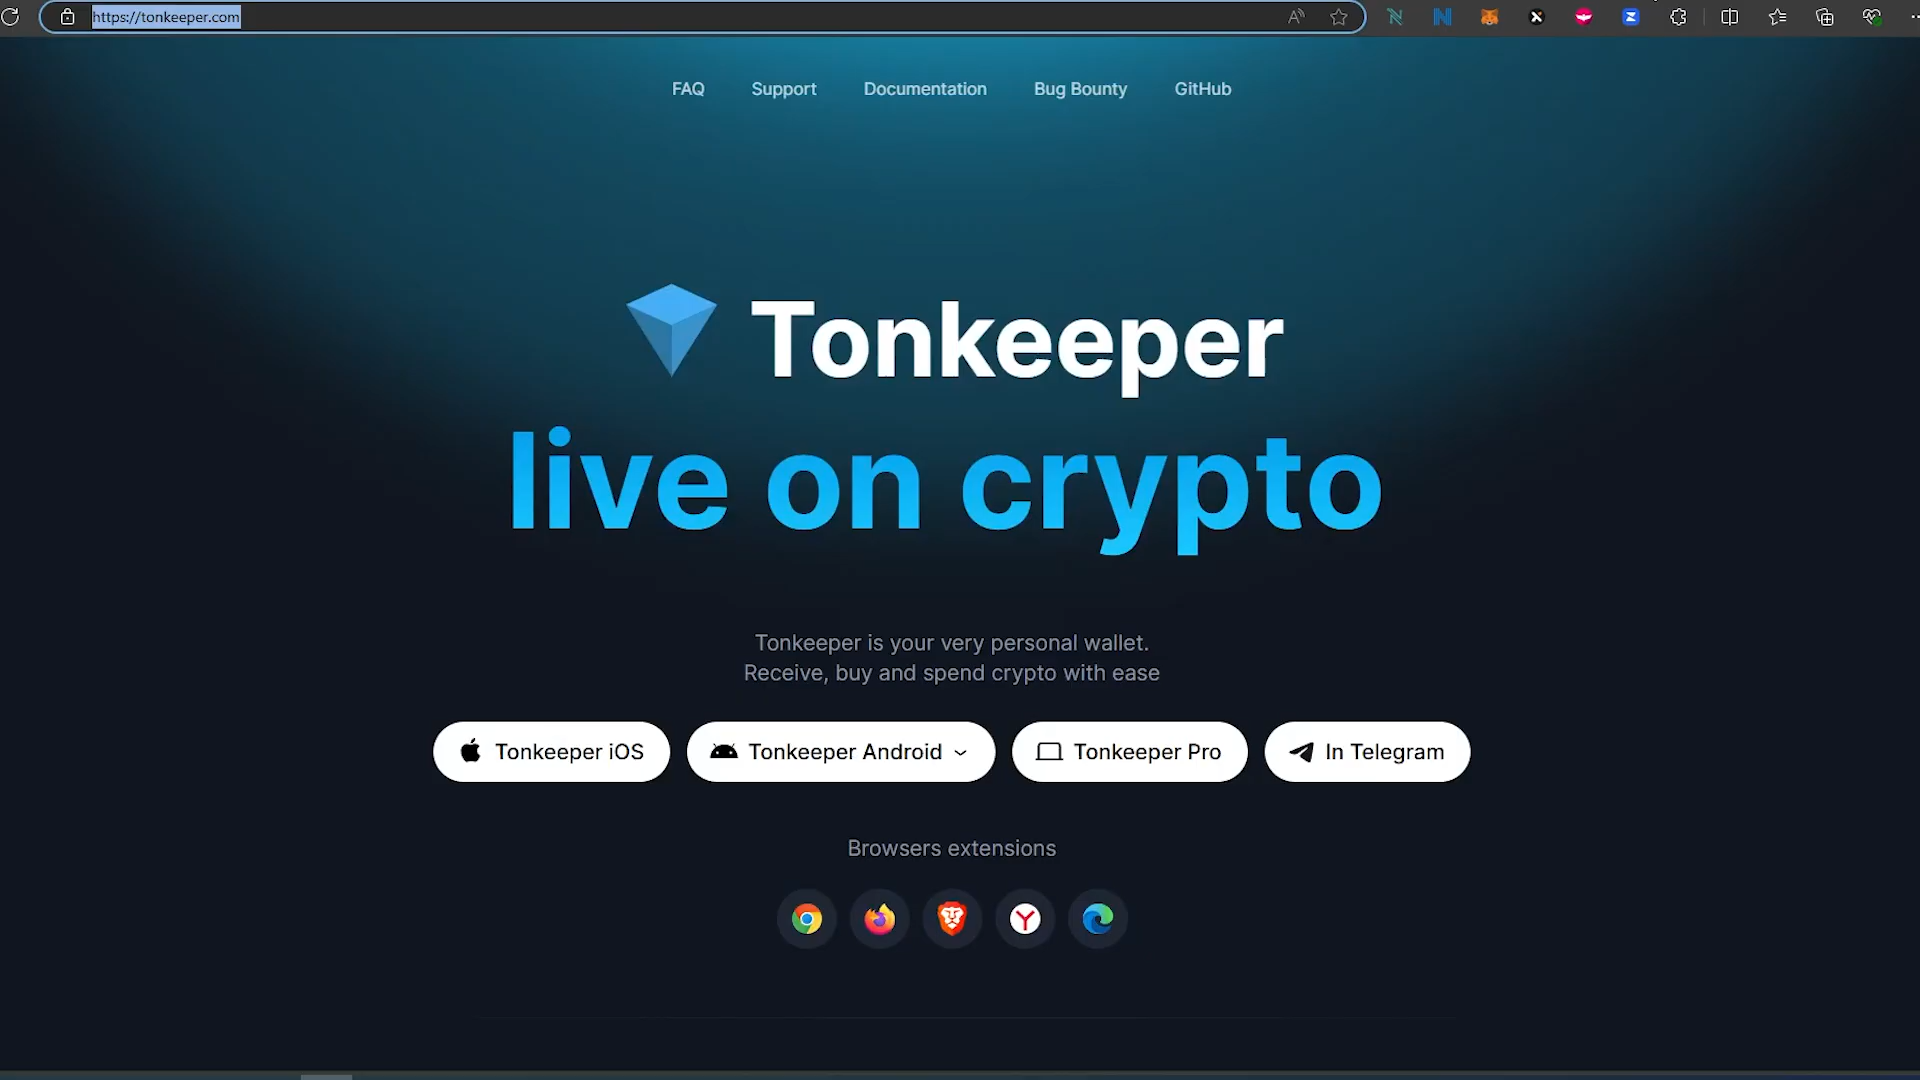 https://tonkeeper.com
FAQ Support Documentation Bug Bounty GitHub
Tonkeeper
live on crypto
Tonkeeper is your very personal wallet.
Receive, buy and spend crypto with ease
Tonkeeper iOS Tonkeeper Android Tonkeeper Pro In Telegram
Browsers extensions